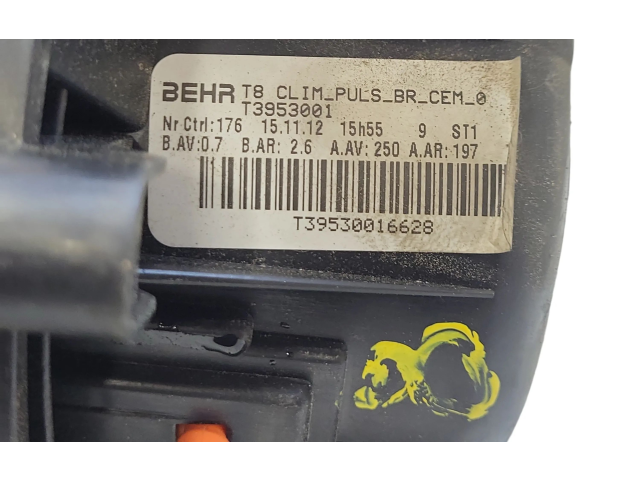 BEHR T8 CLIM_PULS_BR_CEM_0
T3953001
Nr Ctrl:176 15.11.12 15h55 9 ST1
B.AV:0.7 B.AR: 2.6 A.AV: 250 A.AR: 197
T39530016628